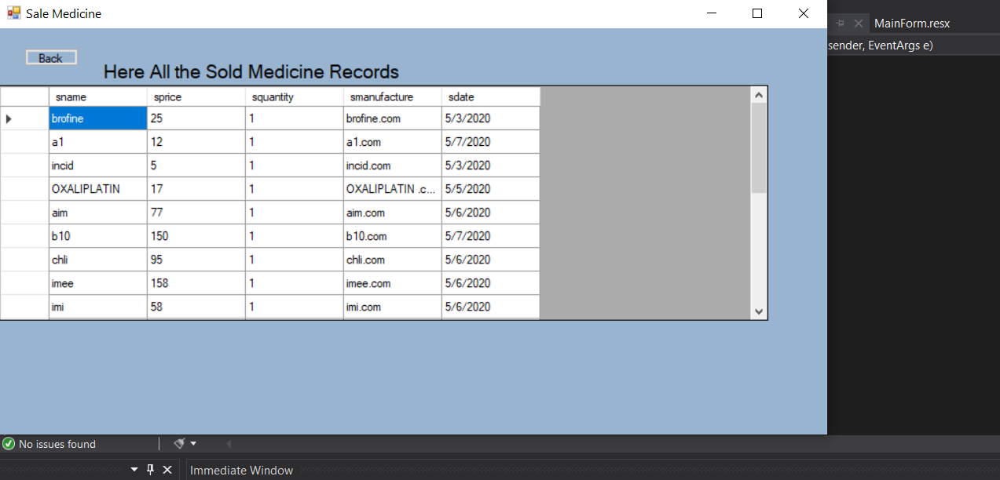 Sale Medicine
MainForm.resx
sender, EventArgs e)
Back
Here All the Sold Medicine Records
sname sprice squantity smanufacture sdate
brofine 25 1 brofine.com 5/3/2020
a1 12 1 a1.com 5/7/2020
incid 5 1 incid.com 5/3/2020
OXALIPLATIN 17 1 OXALIPLATIN .c... 5/5/2020
aim 77 1 aim.com 5/6/2020
b10 150 1 b10.com 5/7/2020
chli 95 1 chli.com 5/6/2020
imee 158 1 imee.com 5/6/2020
imi 58 1 imi.com 5/6/2020
No issues found
Immediate Window